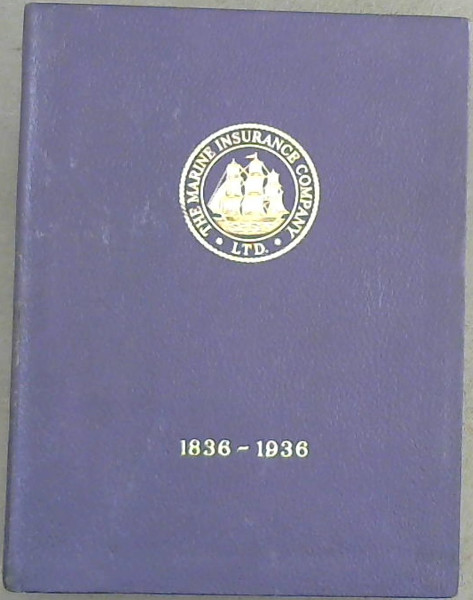 THE MARINE INSURANCE COMPANY
• LTD. •
1836 - 1936